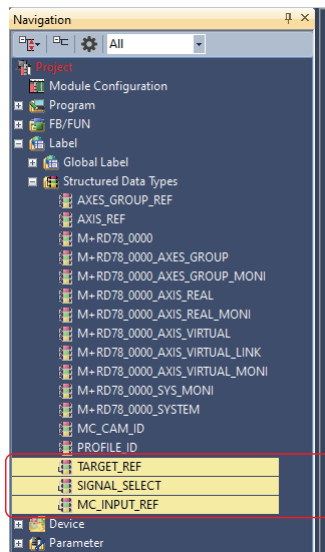 Navigation
All
Project
Module Configuration
Program
FB/FUN
Label
Global Label
Structured Data Types
AXES_GROUP_REF
AXIS_REF
M+RD78_0000
M+RD78_0000_AXES_GROUP
M+RD78_0000_AXES_GROUP_MONI
M+RD78_0000_AXIS_REAL
M+RD78_0000_AXIS_REAL_MONI
M+RD78_0000_AXIS_VIRTUAL
M+RD78_0000_AXIS_VIRTUAL_LINK
M+RD78_0000_AXIS_VIRTUAL_MONI
M+RD78_0000_SYS_MONI
M+RD78_0000_SYSTEM
MC_CAM_ID
PROFILE_ID
TARGET_REF
SIGNAL_SELECT
MC_INPUT_REF
Device
Parameter